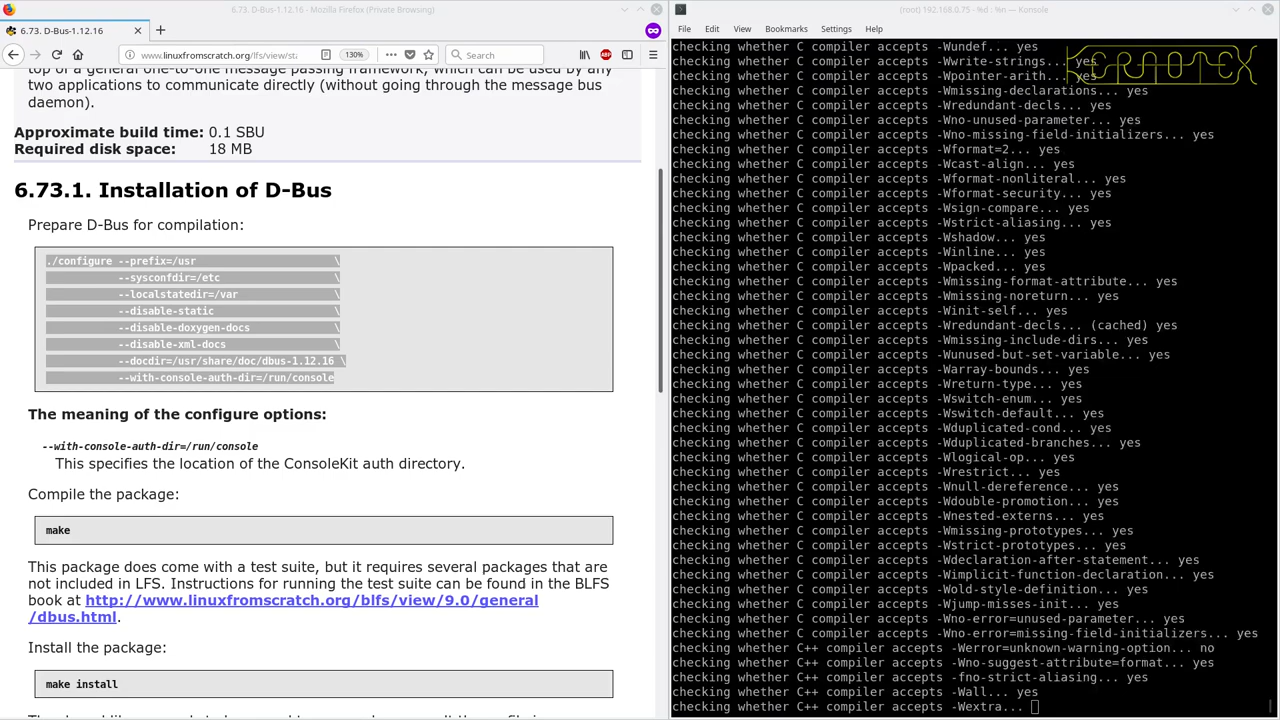 6.73. D-Bus-1.12.16 - Mozilla Firefox (Private Browsing)
6.73. D-Bus-1.12.16
www.linuxfromscratch.org/lfs/view/sta
130%
Search
top of a general one-to-one message passing framework, which can be used by any
two applications to communicate directly (without going through the message bus
daemon).
Approximate build time: 0.1 SBU
Required disk space: 18 MB
6.73.1. Installation of D-Bus
Prepare D-Bus for compilation:
./configure --prefix=/usr \
--sysconfdir=/etc \
--localstatedir=/var \
--disable-static \
--disable-doxygen-docs \
--disable-xml-docs \
--docdir=/usr/share/doc/dbus-1.12.16 \
--with-console-auth-dir=/run/console
The meaning of the configure options:
--with-console-auth-dir=/run/console
This specifies the location of the ConsoleKit auth directory.
Compile the package:
make
This package does come with a test suite, but it requires several packages that are
not included in LFS. Instructions for running the test suite can be found in the BLFS
book at http://www.linuxfromscratch.org/blfs/view/9.0/general
/dbus.html.
Install the package:
make install
(root) 192.168.0.75 - %d : %n — Konsole
File Edit View Bookmarks Settings Help
KERNOTEX
checking whether C compiler accepts -Wundef... yes
checking whether C compiler accepts -Wwrite-strings... yes
checking whether C compiler accepts -Wpointer-arith... yes
checking whether C compiler accepts -Wmissing-declarations... yes
checking whether C compiler accepts -Wredundant-decls... yes
checking whether C compiler accepts -Wno-unused-parameter... yes
checking whether C compiler accepts -Wno-missing-field-initializers... yes
checking whether C compiler accepts -Wformat=2... yes
checking whether C compiler accepts -Wcast-align... yes
checking whether C compiler accepts -Wformat-nonliteral... yes
checking whether C compiler accepts -Wformat-security... yes
checking whether C compiler accepts -Wsign-compare... yes
checking whether C compiler accepts -Wstrict-aliasing... yes
checking whether C compiler accepts -Wshadow... yes
checking whether C compiler accepts -Winline... yes
checking whether C compiler accepts -Wpacked... yes
checking whether C compiler accepts -Wmissing-format-attribute... yes
checking whether C compiler accepts -Wmissing-noreturn... yes
checking whether C compiler accepts -Winit-self... yes
checking whether C compiler accepts -Wredundant-decls... (cached) yes
checking whether C compiler accepts -Wmissing-include-dirs... yes
checking whether C compiler accepts -Wunused-but-set-variable... yes
checking whether C compiler accepts -Warray-bounds... yes
checking whether C compiler accepts -Wreturn-type... yes
checking whether C compiler accepts -Wswitch-enum... yes
checking whether C compiler accepts -Wswitch-default... yes
checking whether C compiler accepts -Wduplicated-cond... yes
checking whether C compiler accepts -Wduplicated-branches... yes
checking whether C compiler accepts -Wlogical-op... yes
checking whether C compiler accepts -Wrestrict... yes
checking whether C compiler accepts -Wnull-dereference... yes
checking whether C compiler accepts -Wdouble-promotion... yes
checking whether C compiler accepts -Wnested-externs... yes
checking whether C compiler accepts -Wmissing-prototypes... yes
checking whether C compiler accepts -Wstrict-prototypes... yes
checking whether C compiler accepts -Wdeclaration-after-statement... yes
checking whether C compiler accepts -Wimplicit-function-declaration... yes
checking whether C compiler accepts -Wold-style-definition... yes
checking whether C compiler accepts -Wjump-misses-init... yes
checking whether C compiler accepts -Wno-error=unused-parameter... yes
checking whether C compiler accepts -Wno-error=missing-field-initializers... yes
checking whether C++ compiler accepts -Werror=unknown-warning-option... no
checking whether C++ compiler accepts -Wno-suggest-attribute=format... yes
checking whether C++ compiler accepts -fno-strict-aliasing... yes
checking whether C++ compiler accepts -Wall... yes
checking whether C++ compiler accepts -Wextra...